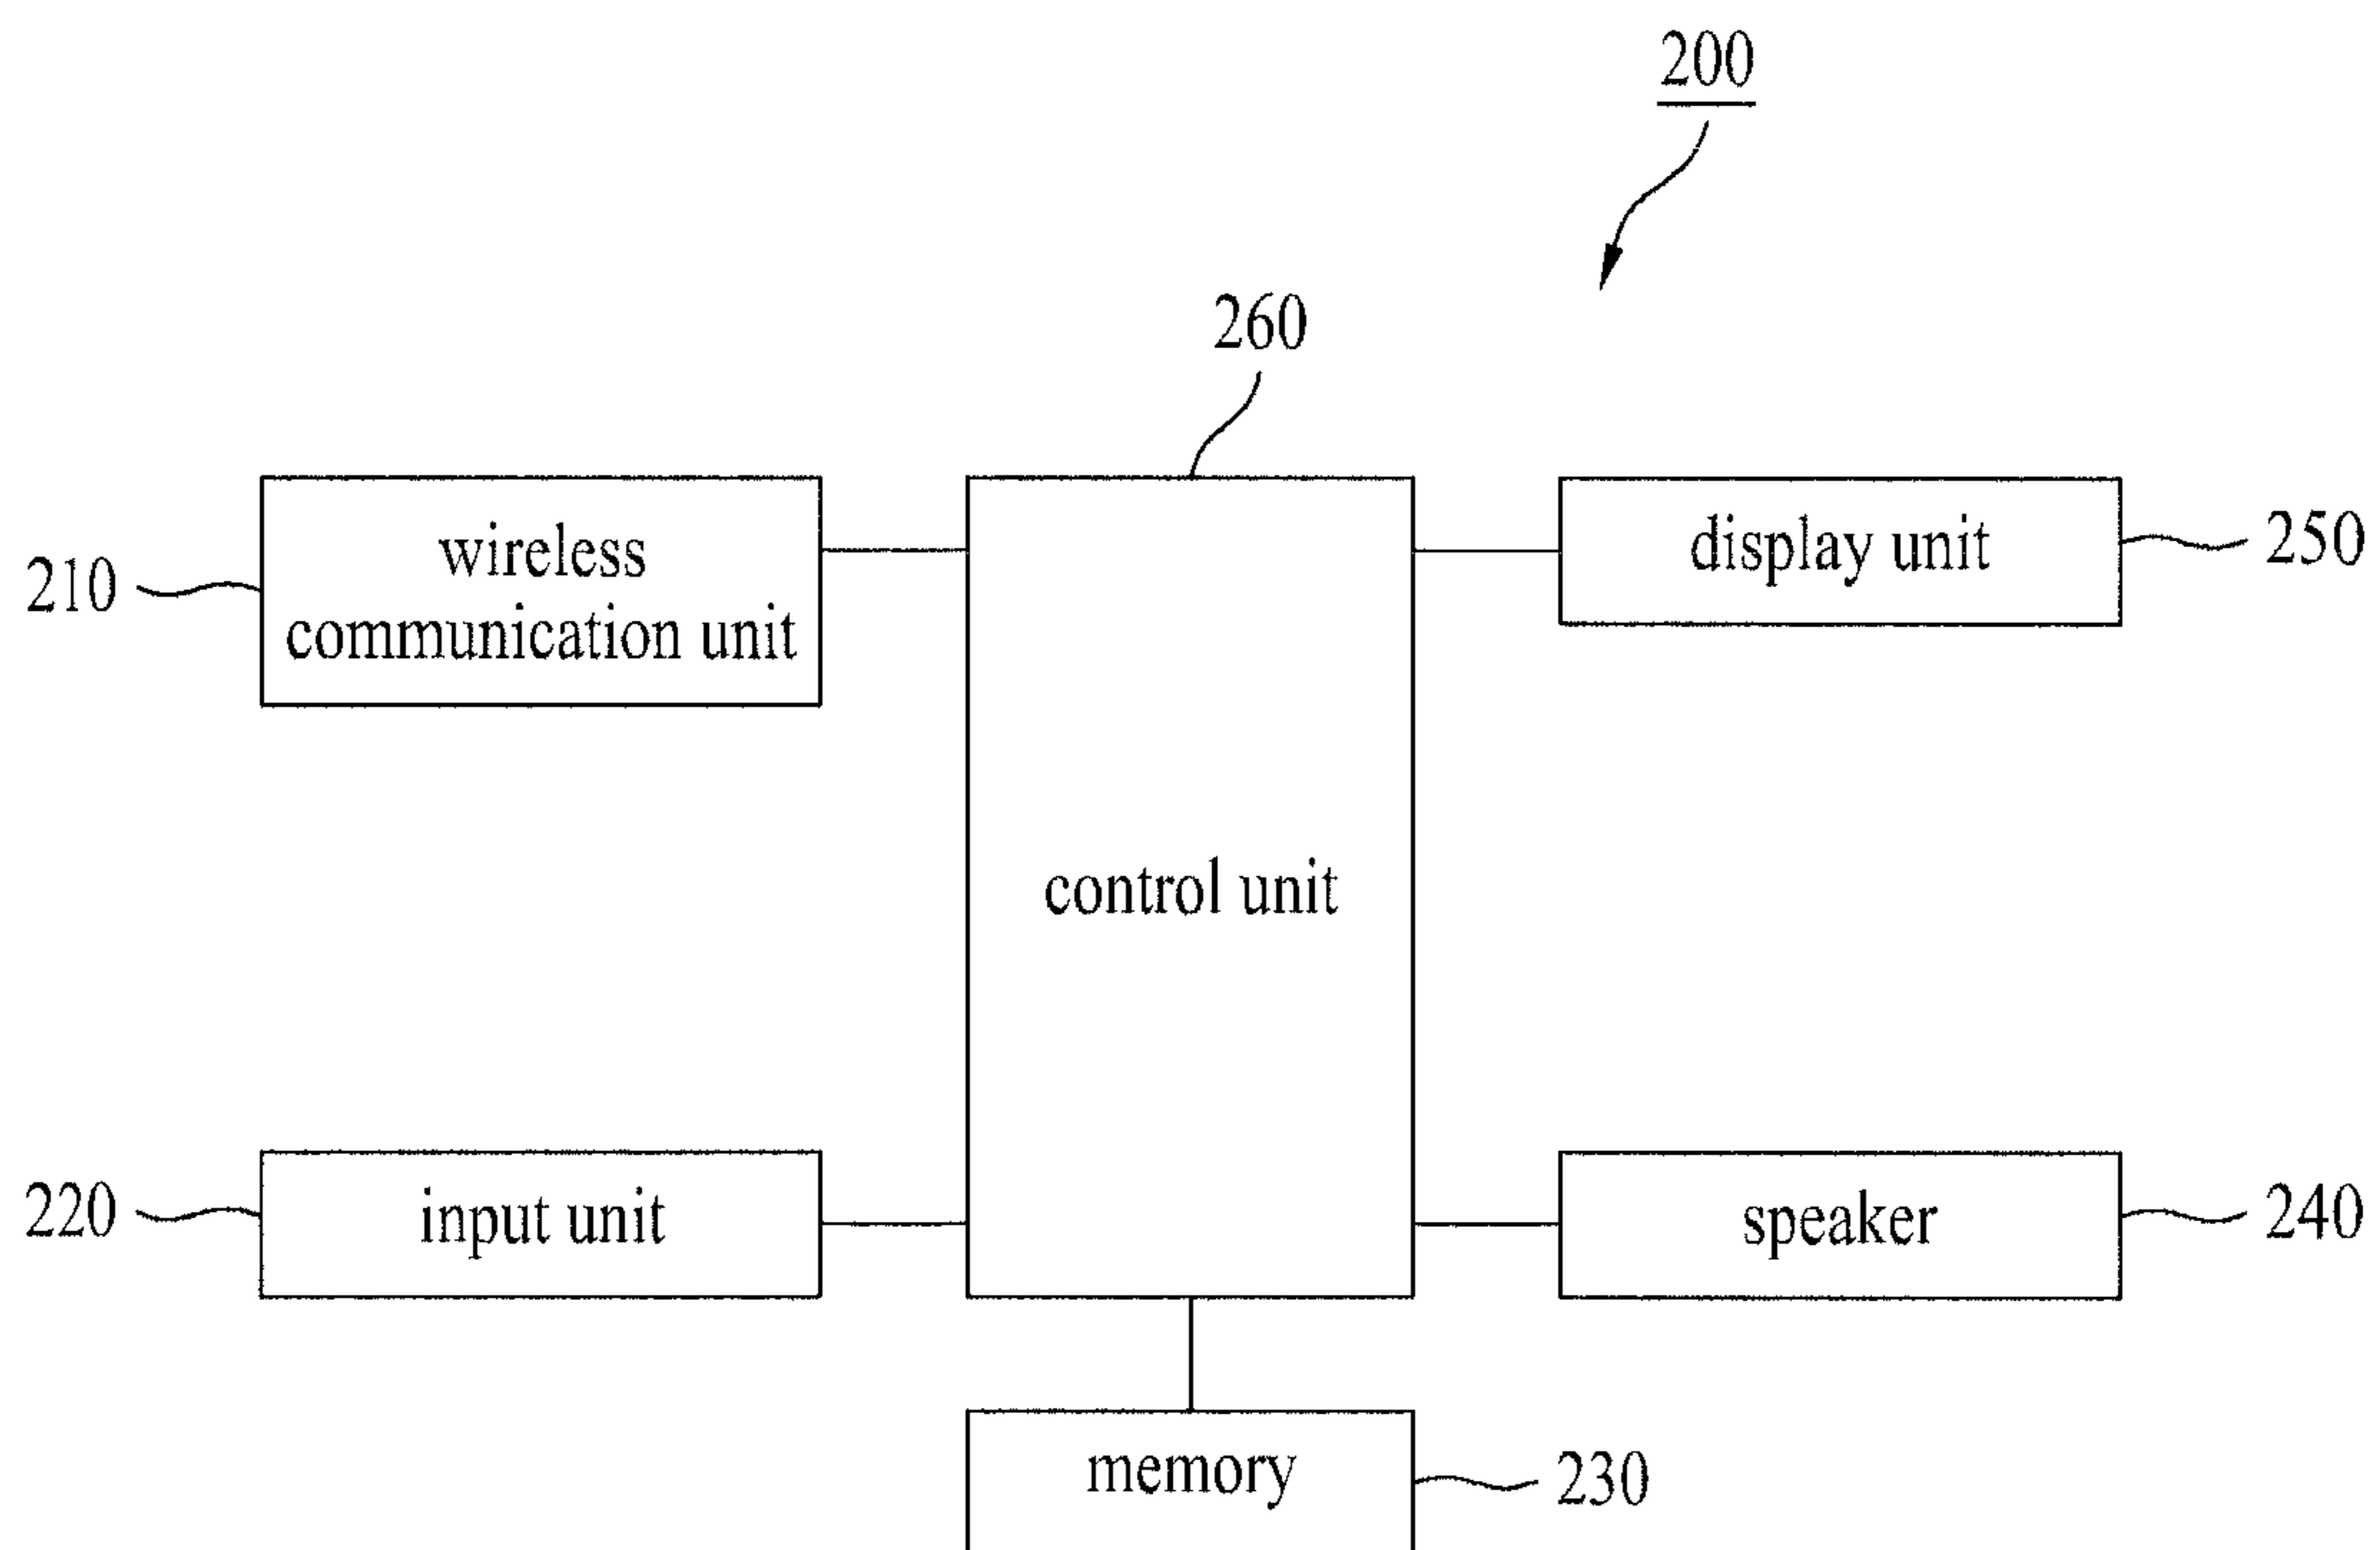 200
260
wireless
communication unit
210
display unit
250
control unit
220
input unit
speaker
240
memory
230